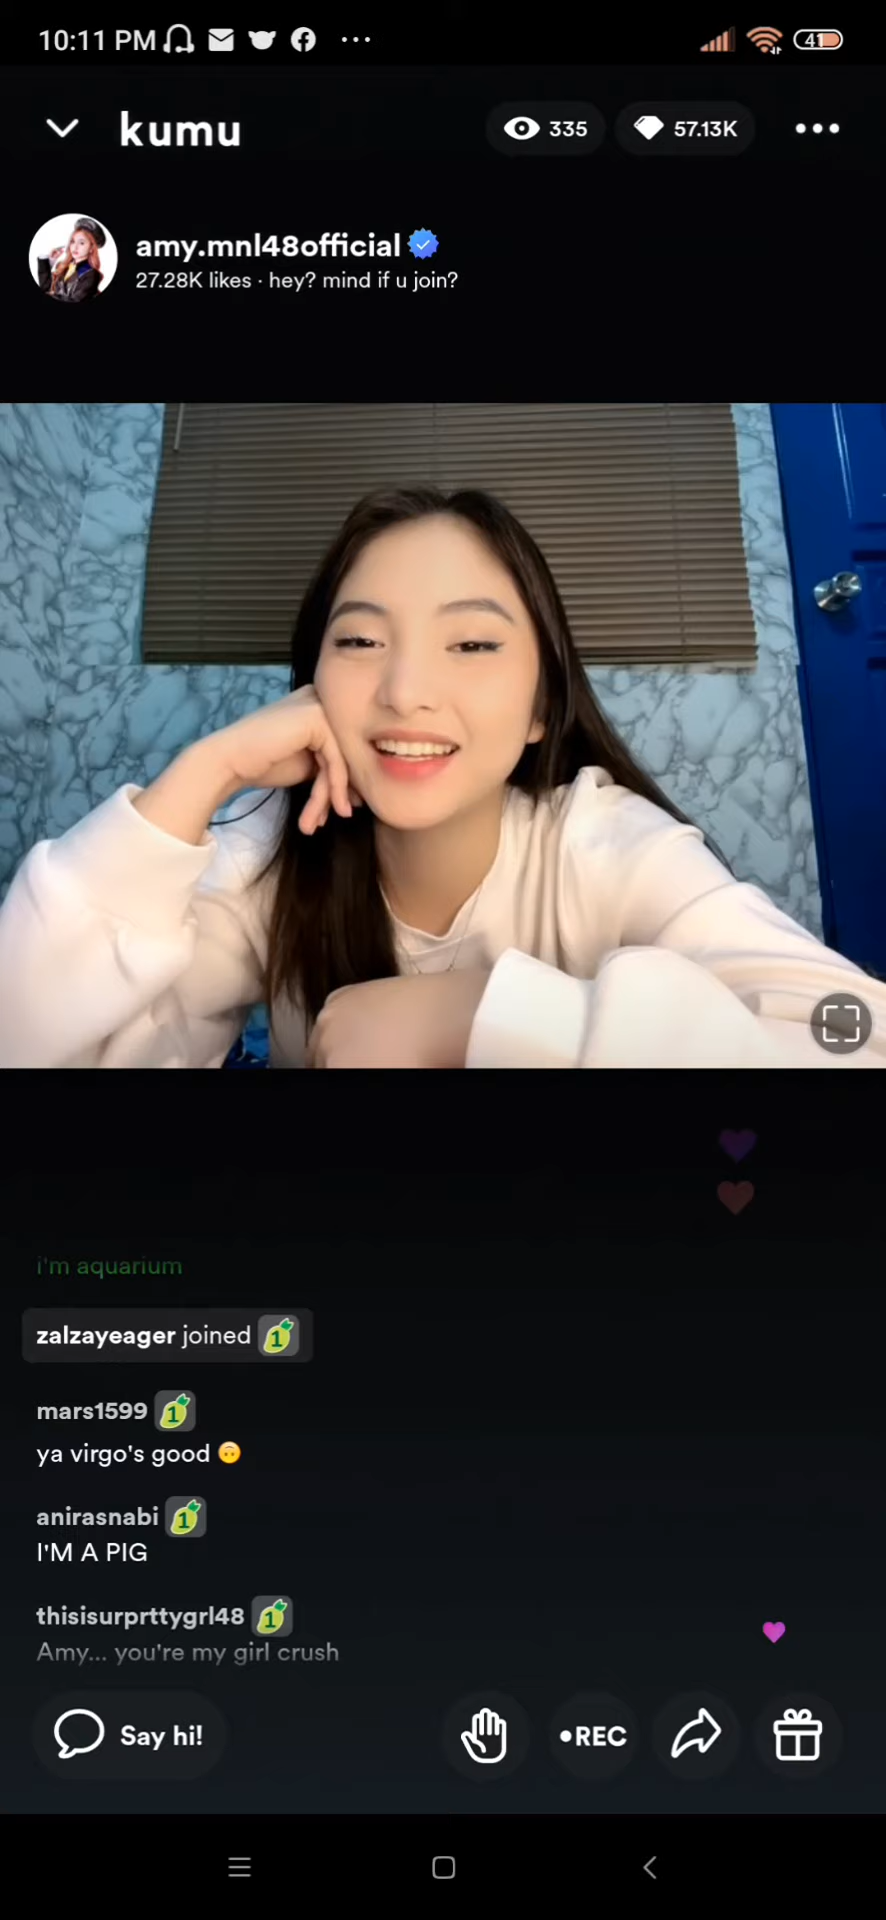 10:11 PM 41
kumu 335 57.13K
amy.mnl48official
27.28K likes · hey? mind if u join?
i'm aquarium
zalzayeager joined 1
mars1599 1
ya virgo's good 🙃
anirasnabi 1
I'M A PIG
thisisurprttygrl48 1
Amy... you're my girl crush
Say hi! •REC